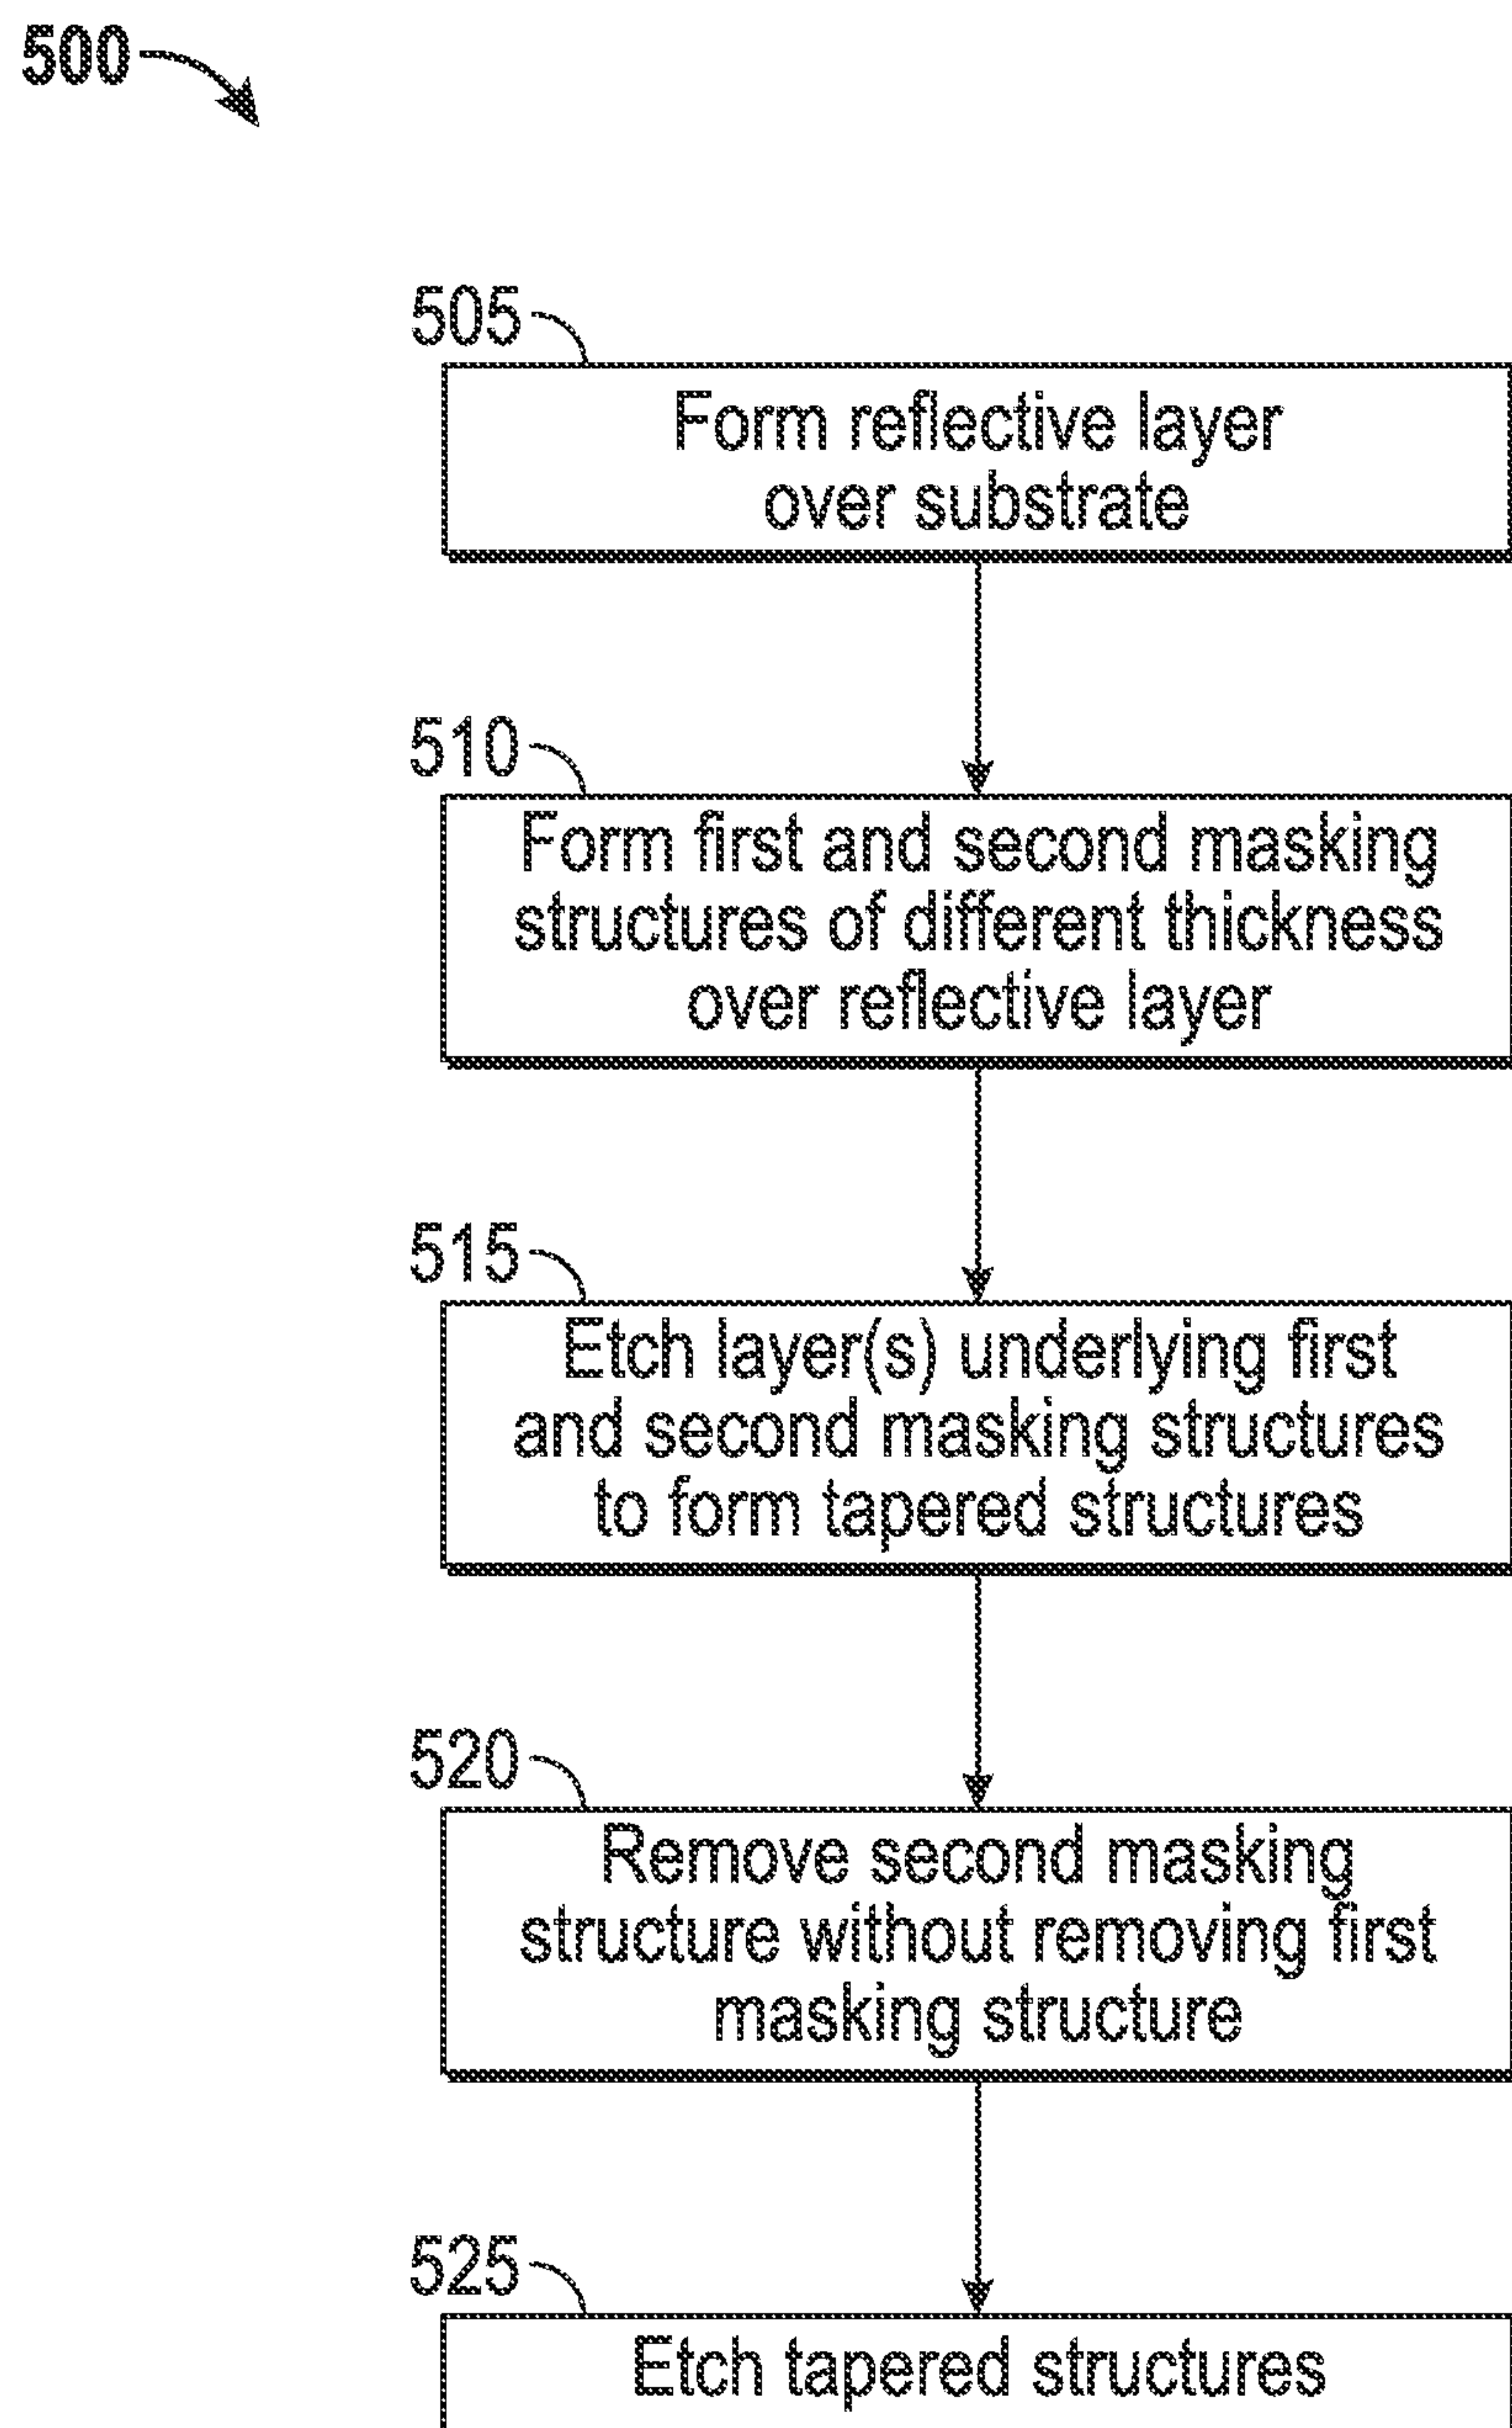 500
505
Form reflective layer
over substrate
510
Form first and second masking
structures of different thickness
over reflective layer
515
Etch layer(s) underlying first
and second masking structures
to form tapered structures
520
Remove second masking
structure without removing first
masking structure
525
Etch tapered structures